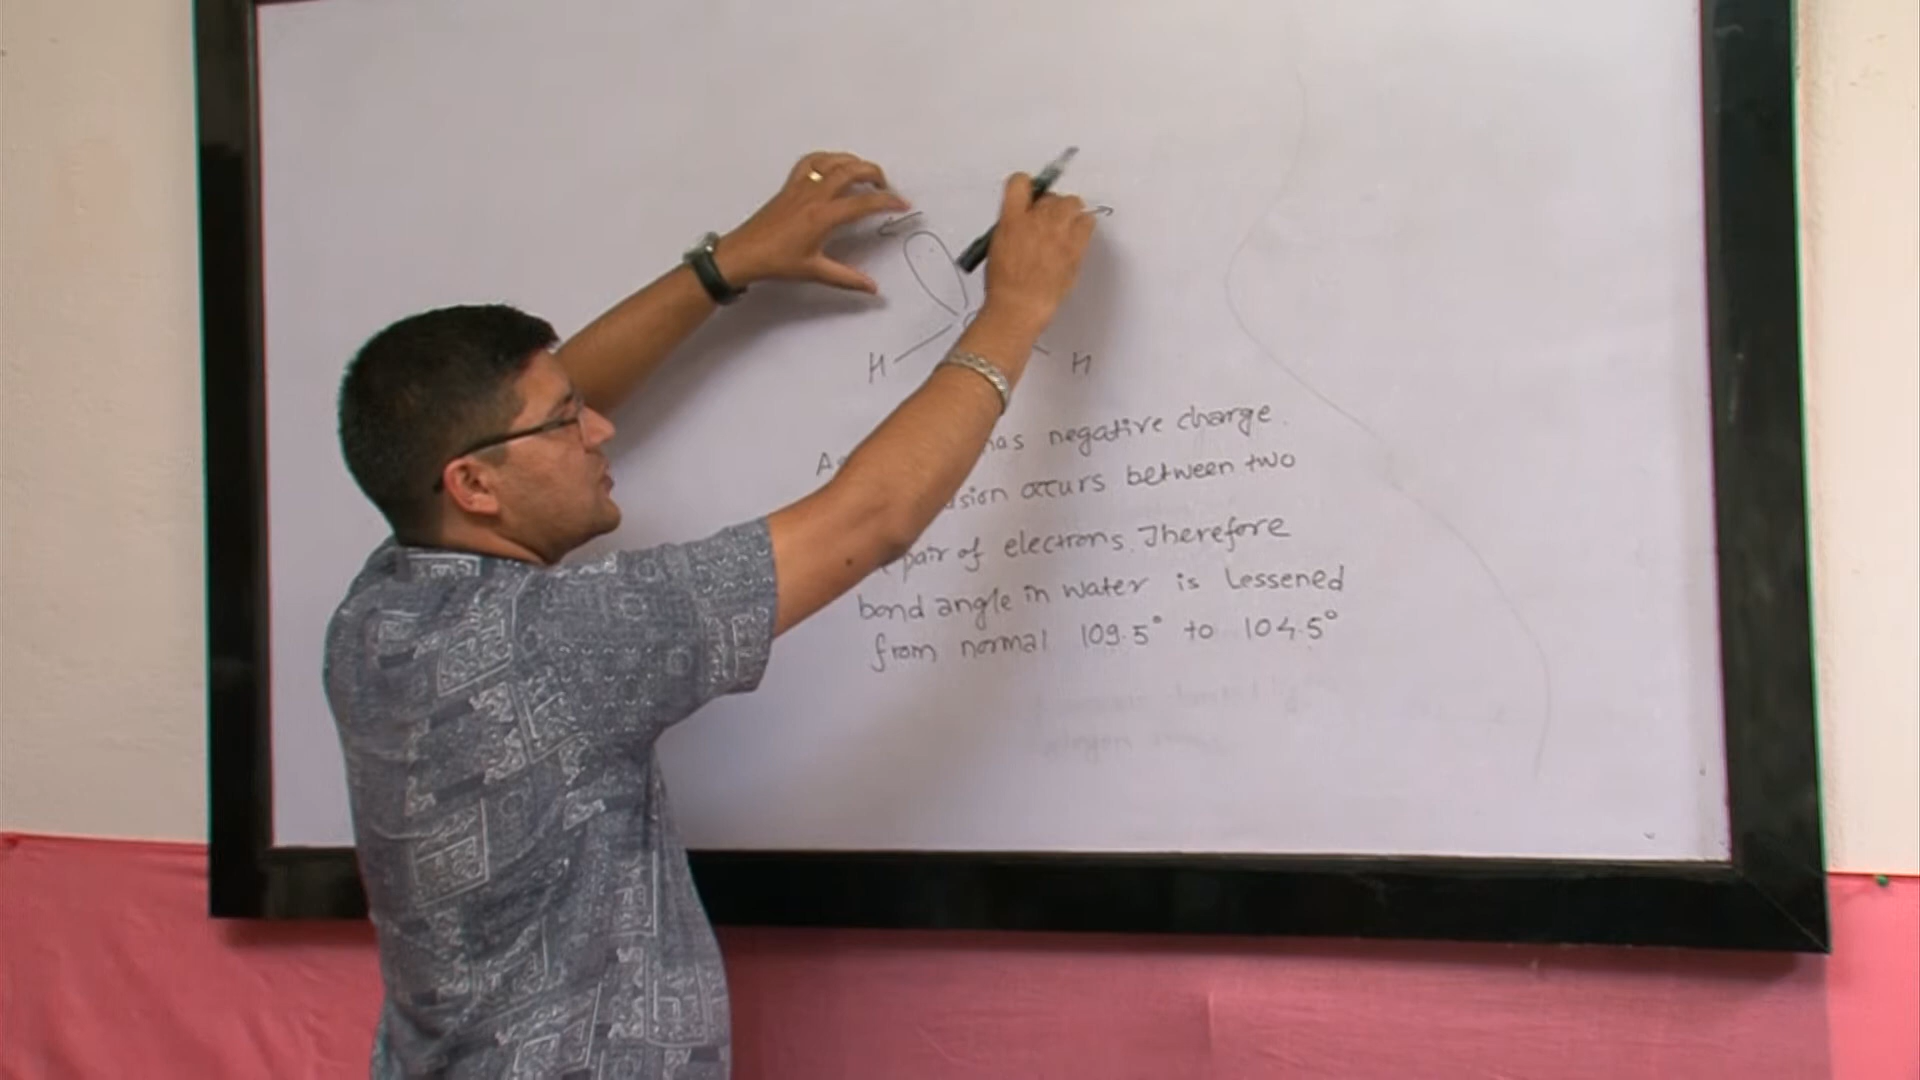 H H
has negative charge.
occurs between two
pair of electrons. Therefore
bond angle in water is lessened
from normal 109.5° to 104.5°